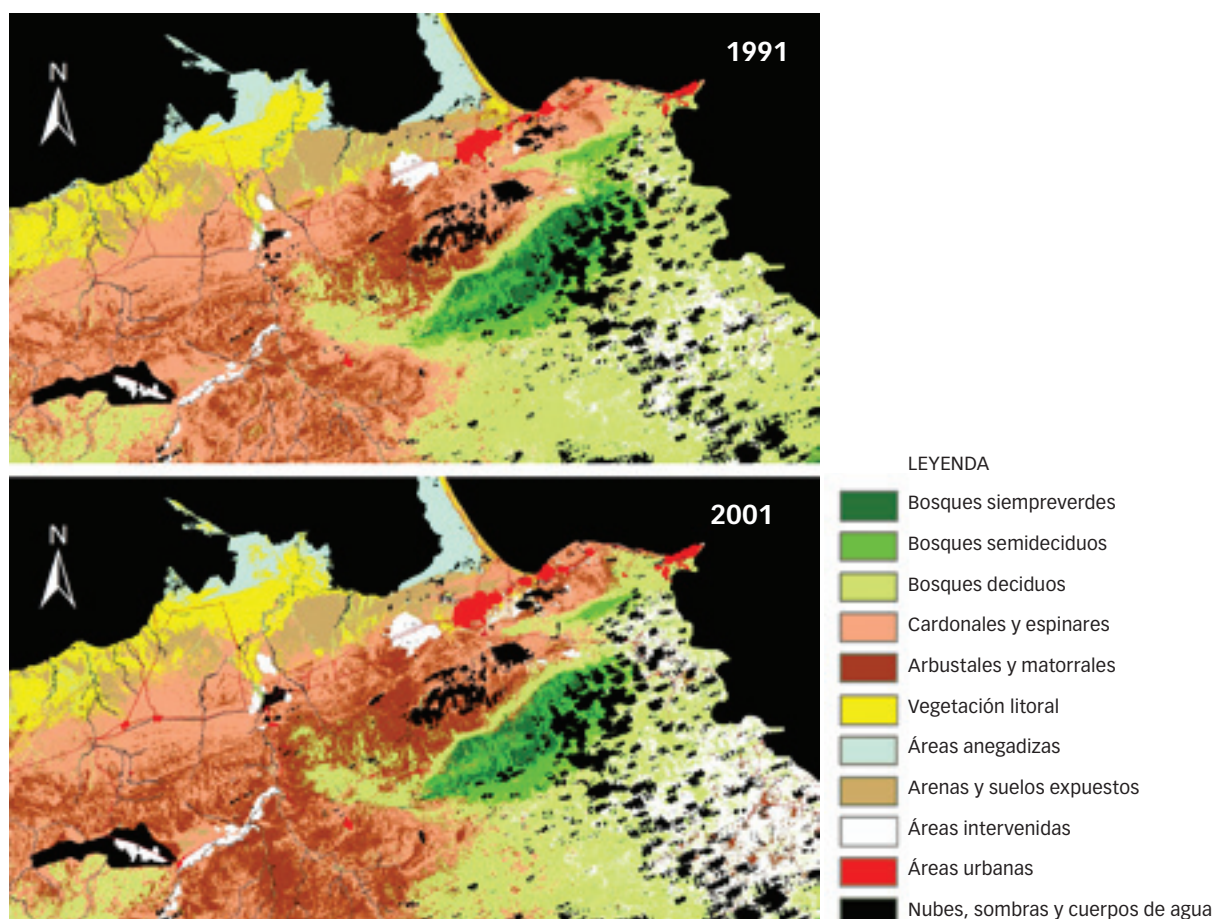 1991
N
2001
N
LEYENDA
Bosques siempreverdes
Bosques semideciduos
Bosques deciduos
Cardonales y espinares
Arbustales y matorrales
Vegetación litoral
Áreas anegadizas
Arenas y suelos expuestos
Áreas intervenidas
Áreas urbanas
Nubes, sombras y cuerpos de agua